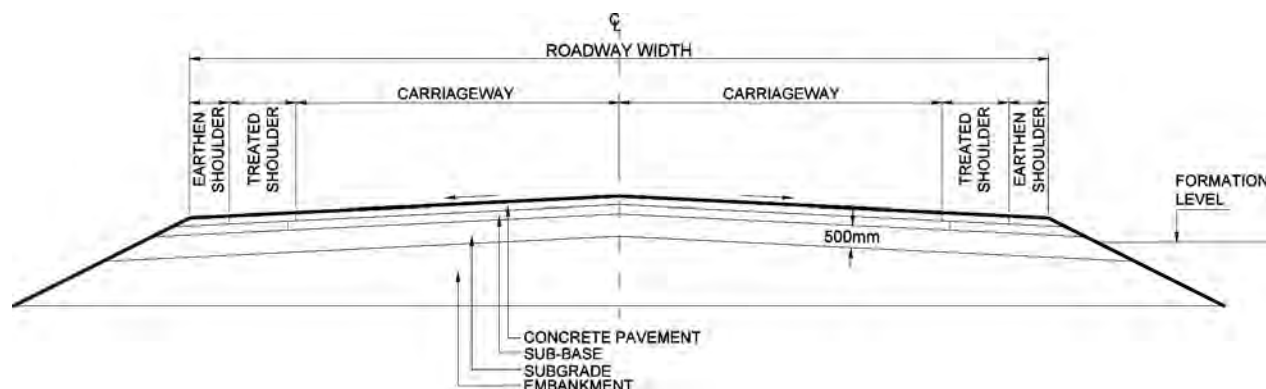 ℄
ROADWAY WIDTH
CARRIAGEWAY
CARRIAGEWAY
EARTHEN
SHOULDER
TREATED
SHOULDER
TREATED
SHOULDER
EARTHEN
SHOULDER
FORMATION
LEVEL
500mm
CONCRETE PAVEMENT
SUB-BASE
SUBGRADE
EMBANKMENT